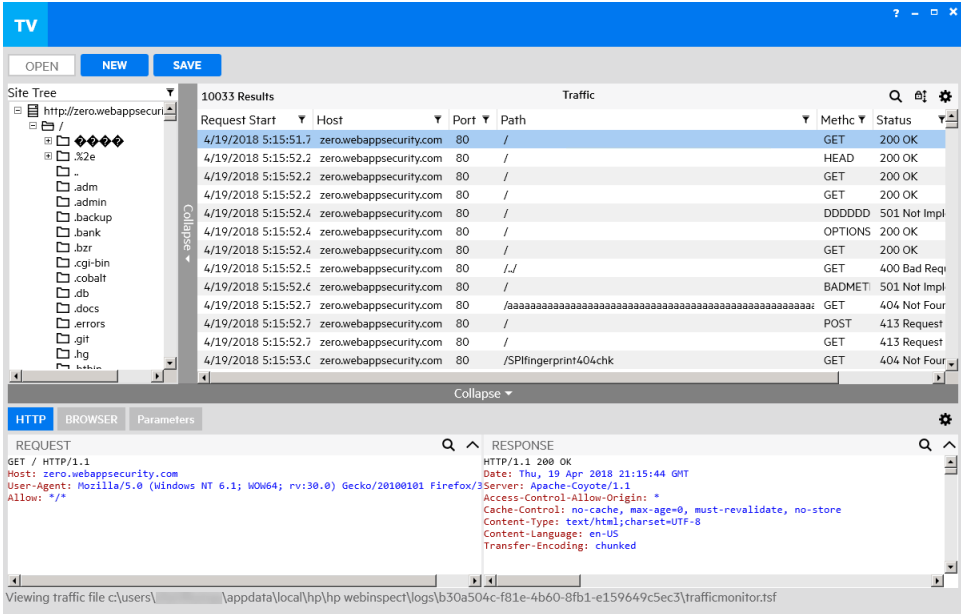 TV
?
OPEN NEW SAVE
Site Tree
http://zero.webappsecuri
/
����
.%2e
..
.adm
.admin
.backup
.bank
.bzr
.cgi-bin
.cobalt
.db
.docs
.errors
.git
.hg
Collapse
10033 Results Traffic
Request Start Host Port Path Methc Status
4/19/2018 5:15:51.7 zero.webappsecurity.com 80 / GET 200 OK
4/19/2018 5:15:52.2 zero.webappsecurity.com 80 / HEAD 200 OK
4/19/2018 5:15:52.2 zero.webappsecurity.com 80 / GET 200 OK
4/19/2018 5:15:52.2 zero.webappsecurity.com 80 / GET 200 OK
4/19/2018 5:15:52.4 zero.webappsecurity.com 80 / DDDDDD 501 Not Impl
4/19/2018 5:15:52.4 zero.webappsecurity.com 80 / OPTIONS 200 OK
4/19/2018 5:15:52.4 zero.webappsecurity.com 80 / GET 200 OK
4/19/2018 5:15:52.5 zero.webappsecurity.com 80 /../ GET 400 Bad Requ
4/19/2018 5:15:52.6 zero.webappsecurity.com 80 / BADMET 501 Not Impl
4/19/2018 5:15:52.7 zero.webappsecurity.com 80 GET 404 Not Four
4/19/2018 5:15:52.7 zero.webappsecurity.com 80 / POST 413 Request
4/19/2018 5:15:52.7 zero.webappsecurity.com 80 / GET 413 Request
4/19/2018 5:15:53.0 zero.webappsecurity.com 80 /SPIfingerprint404chk GET 404 Not Four
Collapse
HTTP BROWSER Parameters
REQUEST
GET / HTTP/1.1
Host: zero.webappsecurity.com
User-Agent: Mozilla/5.0 (Windows NT 6.1; WOW64; rv:30.0) Gecko/20100101 Firefox/3
Allow: */*
RESPONSE
HTTP/1.1 200 OK
Date: Thu, 19 Apr 2018 21:15:44 GMT
Server: Apache-Coyote/1.1
Access-Control-Allow-Origin: *
Cache-Control: no-cache, max-age=0, must-revalidate, no-store
Content-Type: text/html;charset=UTF-8
Content-Language: en-US
Transfer-Encoding: chunked
Viewing traffic file c:\users\ \appdata\local\hp\hp webinspect\logs\b30a504c-f81e-4b60-8fb1-e159649c5ec3\trafficmonitor.tsf